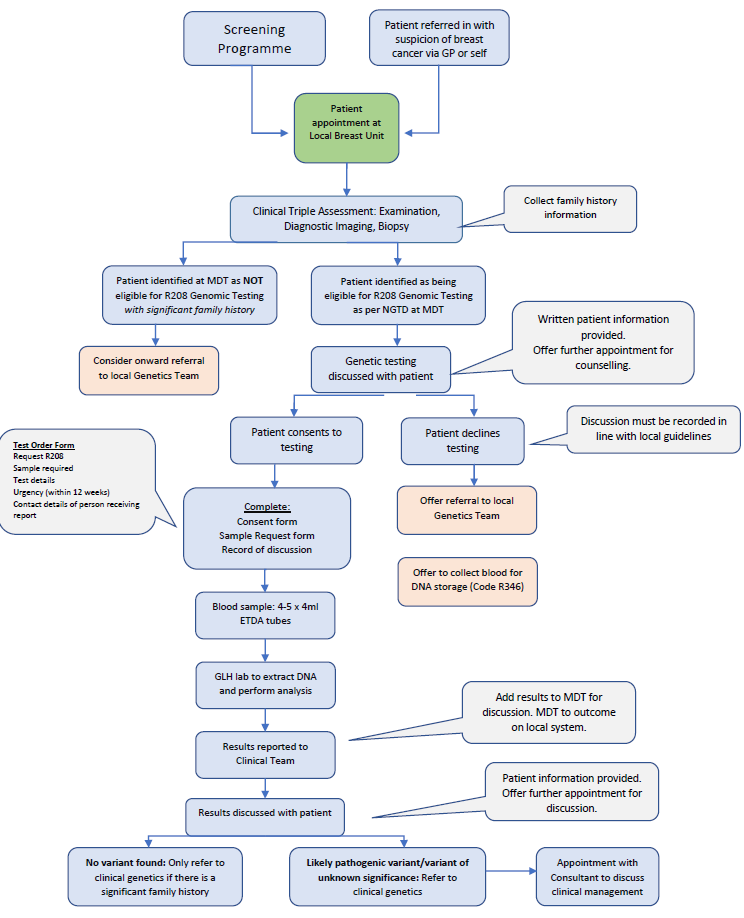 Screening
Programme
Patient referred in with
suspicion of breast
cancer via GP or self
Patient
appointment at
Local Breast Unit
Clinical Triple Assessment: Examination,
Diagnostic Imaging, Biopsy
Collect family history
information
Patient identified at MDT as NOT
eligible for R208 Genomic Testing
with significant family history
Patient identified as being
eligible for R208 Genomic Testing
as per NGTD at MDT
Consider onward referral
to local Genetics Team
Genetic testing
discussed with patient
Written patient information
provided.
Offer further appointment for
counselling.
Patient consents to
testing
Patient declines
testing
Discussion must be recorded in
line with local guidelines
Test Order Form
Request R208
Sample required
Test details
Urgency (within 12 weeks)
Contact details of person receiving
report
Complete:
Consent form
Sample Request form
Record of discussion
Offer referral to local
Genetics Team
Offer to collect blood for
DNA storage (Code R346)
Blood sample: 4-5 x 4ml
ETDA tubes
GLH lab to extract DNA
and perform analysis
Results reported to
Clinical Team
Add results to MDT for
discussion. MDT to outcome
on local system.
Results discussed with patient
Patient information provided.
Offer further appointment for
discussion.
No variant found: Only refer to
clinical genetics if there is a
significant family history
Likely pathogenic variant/variant of
unknown significance: Refer to
clinical genetics
Appointment with
Consultant to discuss
clinical management